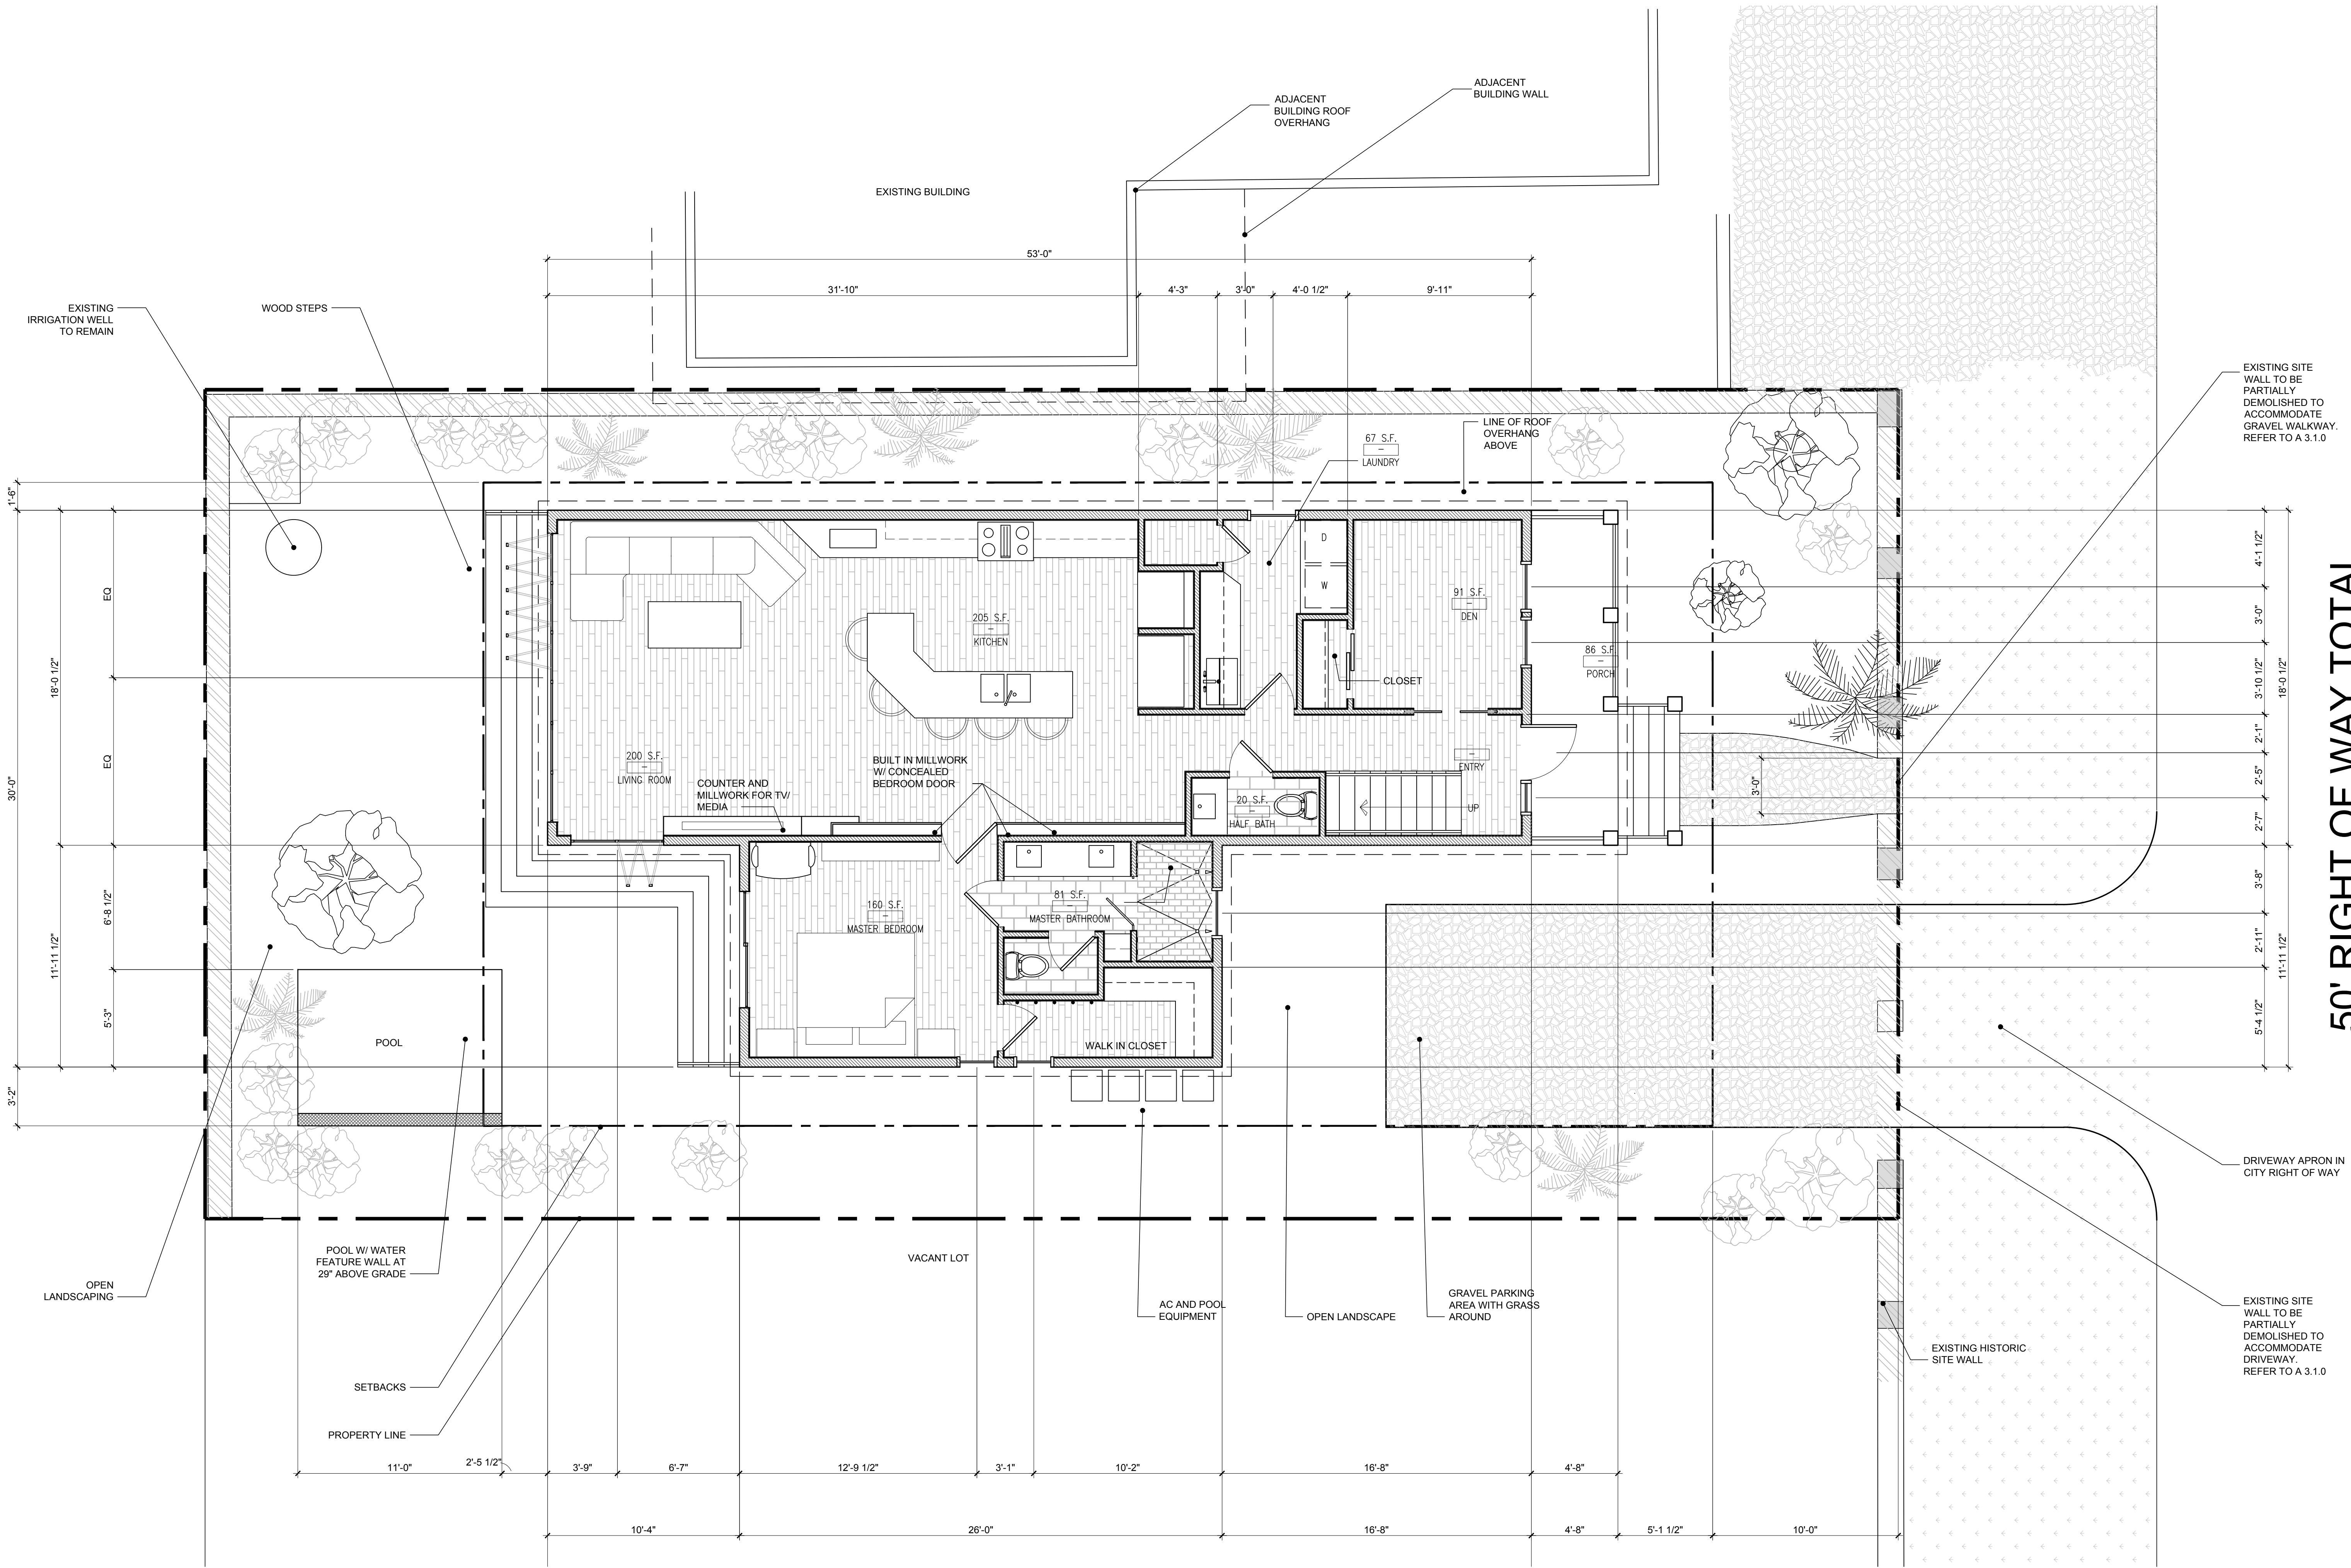 ADJACENT
BUILDING WALL
ADJACENT
BUILDING ROOF
OVERHANG
EXISTING BUILDING
53'-0"
31'-10"
4'-3"
3'-0"
4'-0 1/2"
9'-11"
EXISTING
IRRIGATION WELL
TO REMAIN
WOOD STEPS
EXISTING SITE
WALL TO BE
PARTIALLY
DEMOLISHED TO
ACCOMMODATE
GRAVEL WALKWAY.
REFER TO A 3.1.0
LINE OF ROOF
OVERHANG
ABOVE
67 S.F.
-
LAUNDRY
1'-6"
30'-0"
3'-2"
18'-0 1/2"
11'-11 1/2"
EQ
EQ
6'-8 1/2"
5'-3"
D
W
91 S.F.
-
DEN
205 S.F.
-
KITCHEN
86 S.F.
-
PORCH
CLOSET
200 S.F.
-
LIVING ROOM
COUNTER AND
MILLWORK FOR TV/
MEDIA
BUILT IN MILLWORK
W/ CONCEALED
BEDROOM DOOR
-
ENTRY
20 S.F.
-
HALF BATH
UP
3'-0"
160 S.F.
-
MASTER BEDROOM
81 S.F.
-
MASTER BATHROOM
WALK IN CLOSET
POOL
4'-1 1/2"
3'-0"
3'-10 1/2"
2'-1"
2'-5"
2'-7"
3'-8"
2'-11"
5'-4 1/2"
18'-0 1/2"
11'-11 1/2"
50' RIGHT OF WAY TOTAL
DRIVEWAY APRON IN
CITY RIGHT OF WAY
POOL W/ WATER
FEATURE WALL AT
29" ABOVE GRADE
OPEN
LANDSCAPING
VACANT LOT
AC AND POOL
EQUIPMENT
OPEN LANDSCAPE
GRAVEL PARKING
AREA WITH GRASS
AROUND
EXISTING HISTORIC
SITE WALL
EXISTING SITE
WALL TO BE
PARTIALLY
DEMOLISHED TO
ACCOMMODATE
DRIVEWAY.
REFER TO A 3.1.0
SETBACKS
PROPERTY LINE
11'-0"
2'-5 1/2"
3'-9"
6'-7"
12'-9 1/2"
3'-1"
10'-2"
16'-8"
4'-8"
10'-4"
26'-0"
16'-8"
4'-8"
5'-1 1/2"
10'-0"